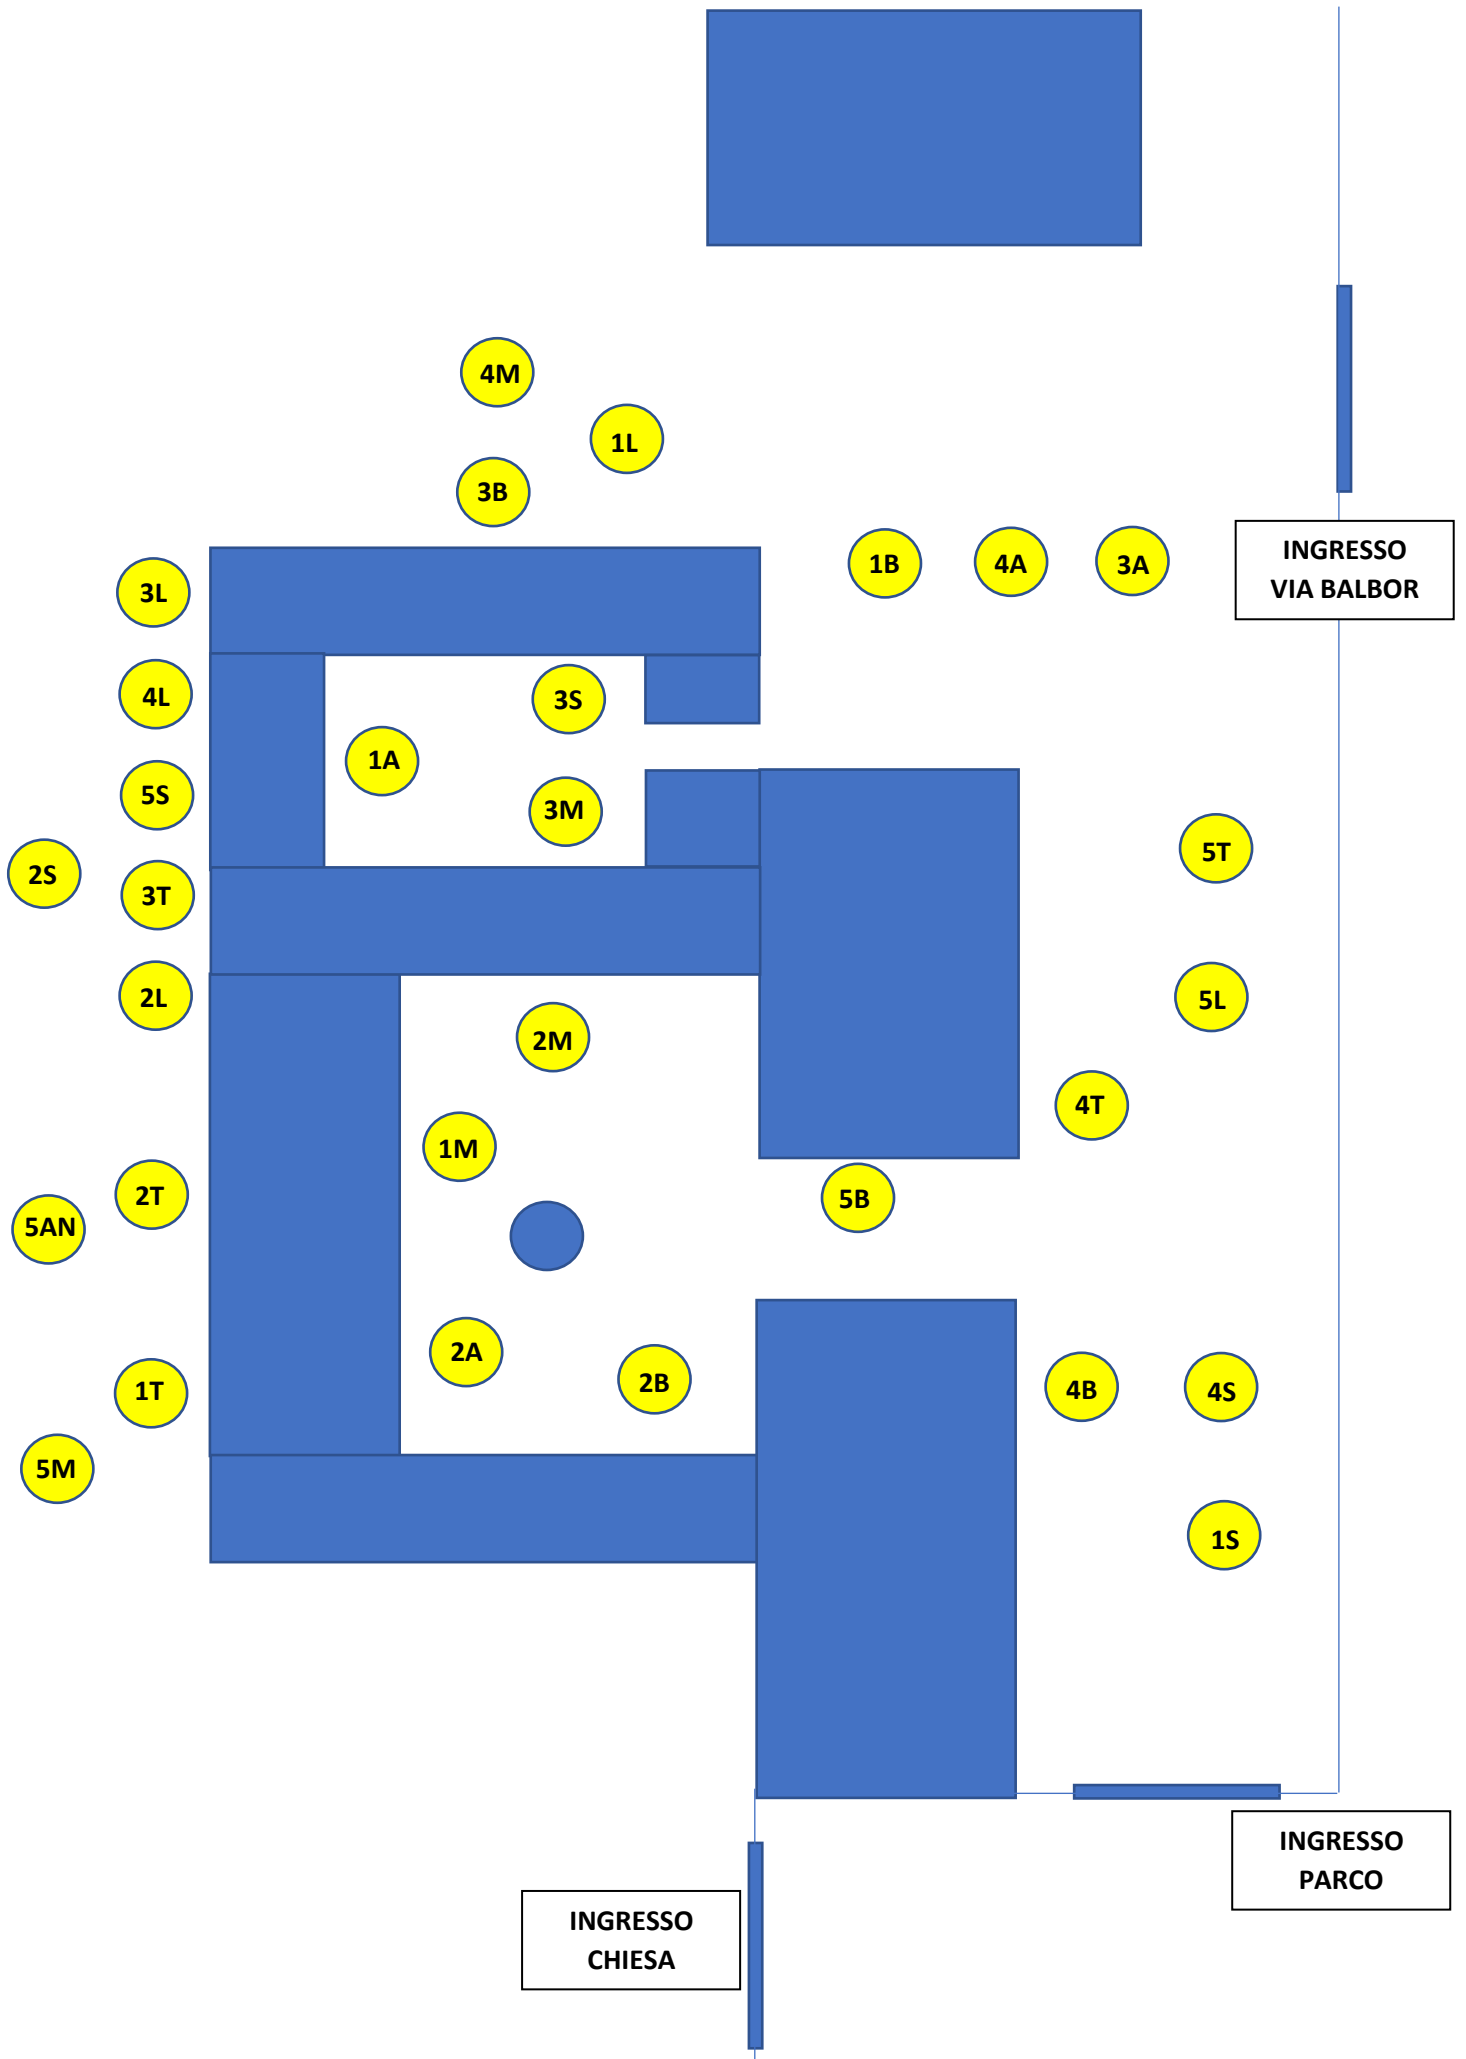 4M
1L
3B
1B
4A
3A
INGRESSO
VIA BALBOR
3L
4L
3S
1A
5S
3M
2S
3T
5T
2L
5L
2M
4T
1M
2T
5B
5AN
2A
2B
1T
4B
4S
5M
1S
INGRESSO
PARCO
INGRESSO
CHIESA